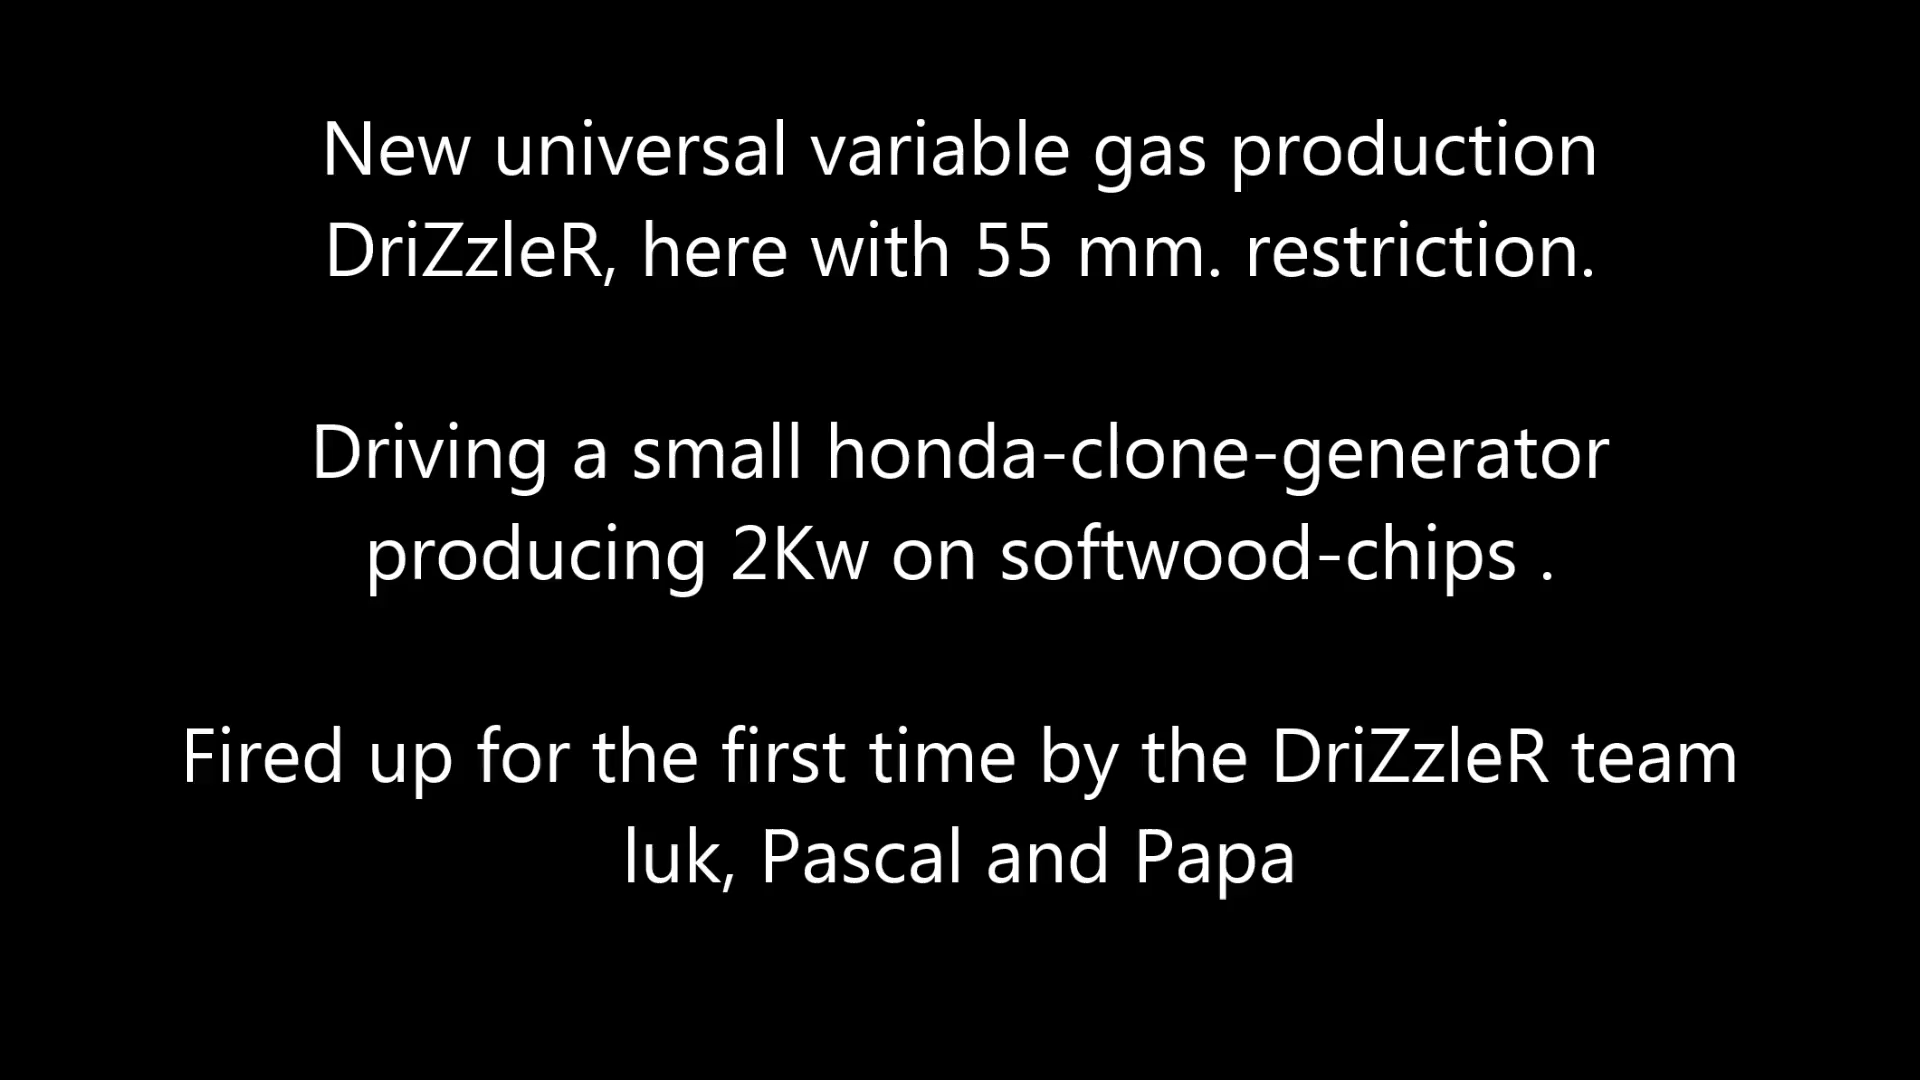 New universal variable gas production
DriZzleR, here with 55 mm. restriction.
Driving a small honda-clone-generator
producing 2Kw on softwood-chips .
Fired up for the first time by the DriZzleR team
luk, Pascal and Papa